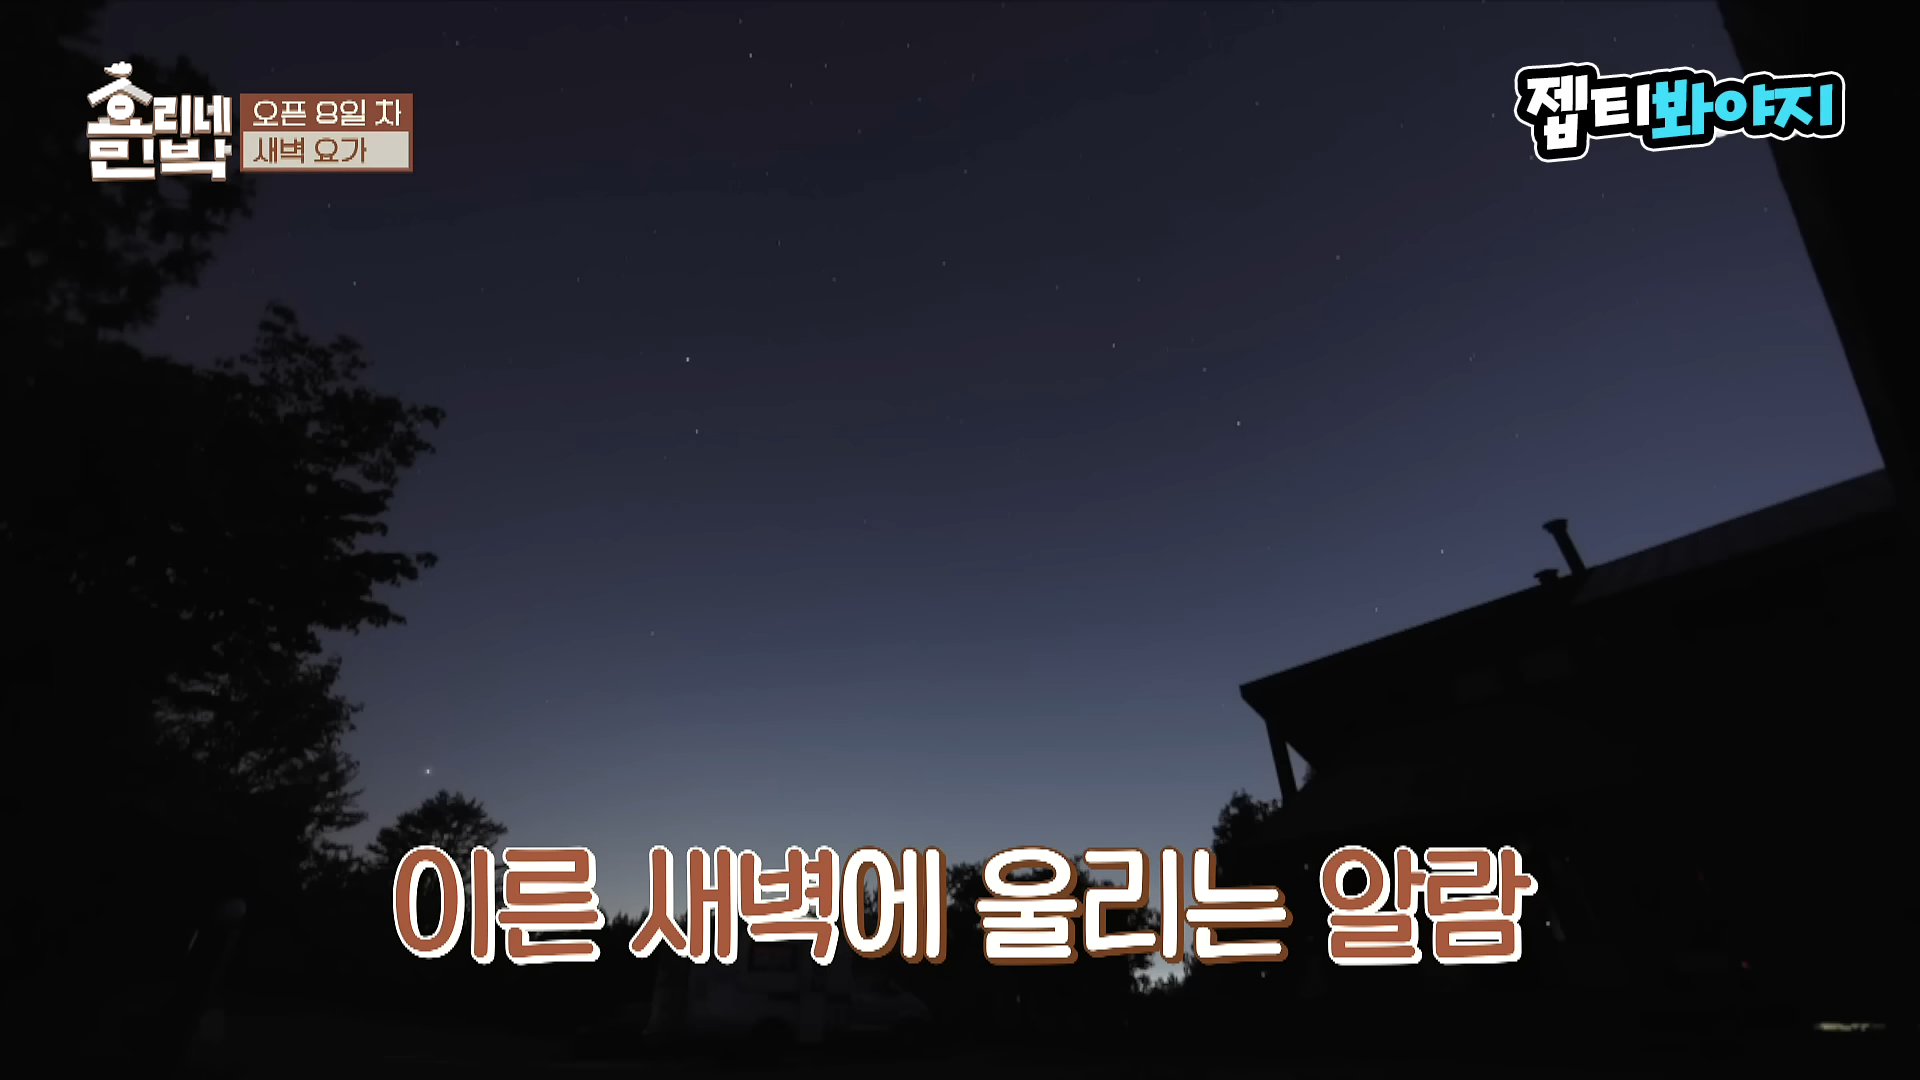 효리네
민박
오픈 8일 차
새벽 요가
젭티봐야지
이른 새벽에 울리는 알람